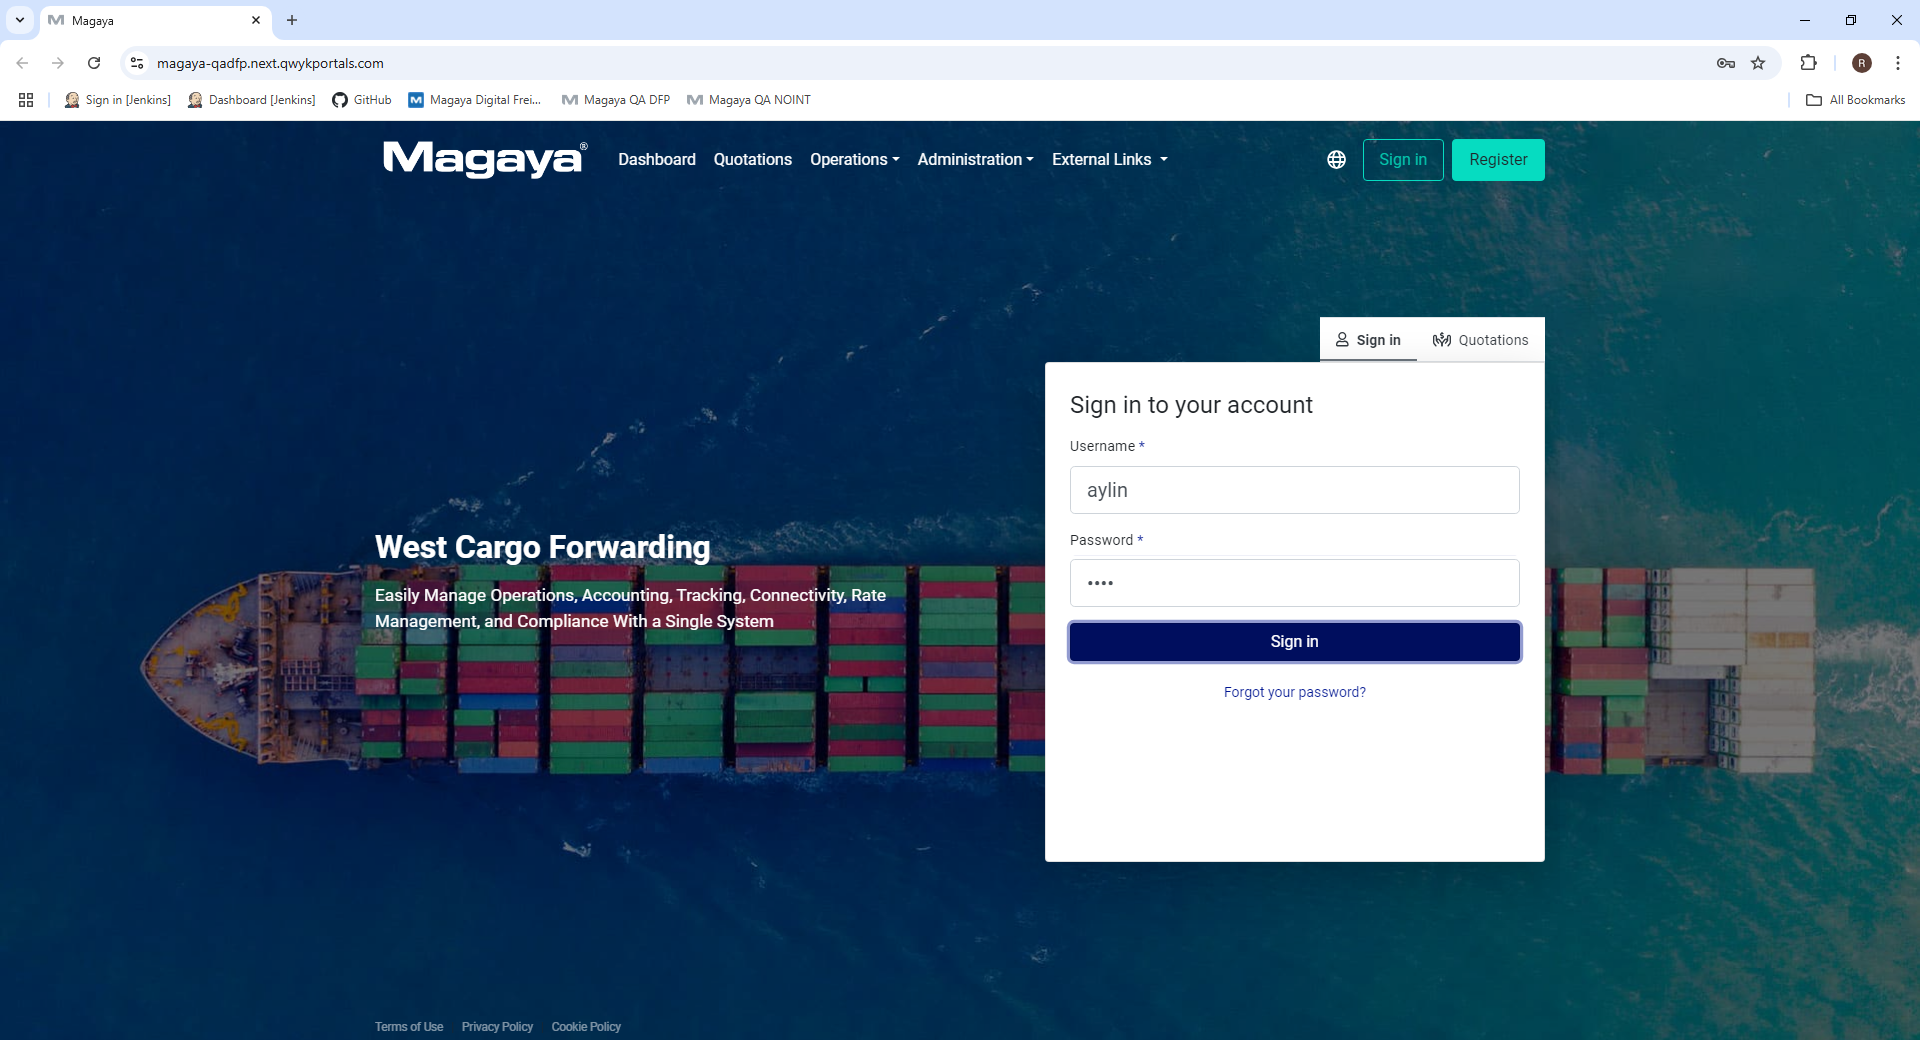 Magaya
magaya-qadfp.next.qwykportals.com
R
Sign in [Jenkins]
Dashboard [Jenkins]
GitHub
Magaya Digital Frei...
Magaya QA DFP
Magaya QA NOINT
All Bookmarks
Magaya®
Dashboard
Quotations
Operations
Administration
External Links
Sign in
Register
Sign in
Quotations
Sign in to your account
Username *
aylin
Password *
••••
Sign in
Forgot your password?
West Cargo Forwarding
Easily Manage Operations, Accounting, Tracking, Connectivity, Rate
Management, and Compliance With a Single System
Terms of Use
Privacy Policy
Cookie Policy